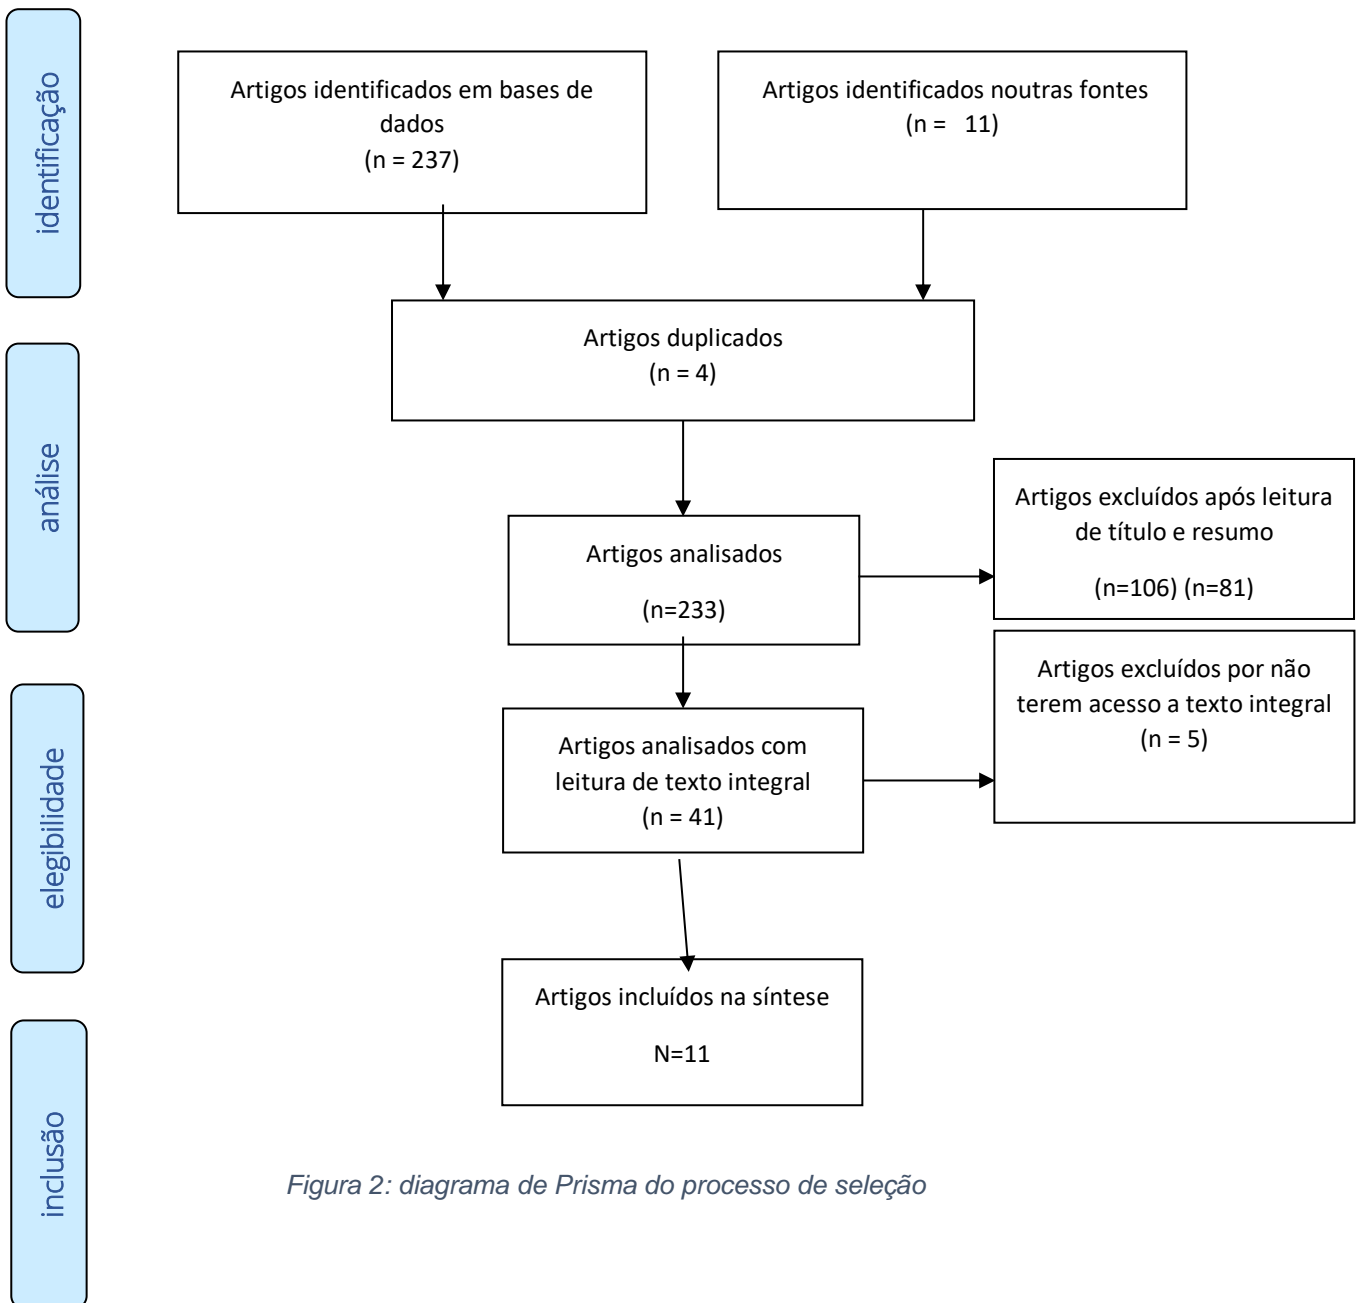 identificação
Artigos identificados em bases de
dados
(n = 237)
Artigos identificados noutras fontes
(n = 11)
Artigos duplicados
(n = 4)
análise
Artigos analisados
(n=233)
Artigos excluídos após leitura
de título e resumo
(n=106) (n=81)
Artigos excluídos por não
terem acesso a texto integral
(n = 5)
elegibilidade
Artigos analisados com
leitura de texto integral
(n = 41)
Artigos incluídos na síntese
N=11
inclusão
Figura 2: diagrama de Prisma do processo de seleção